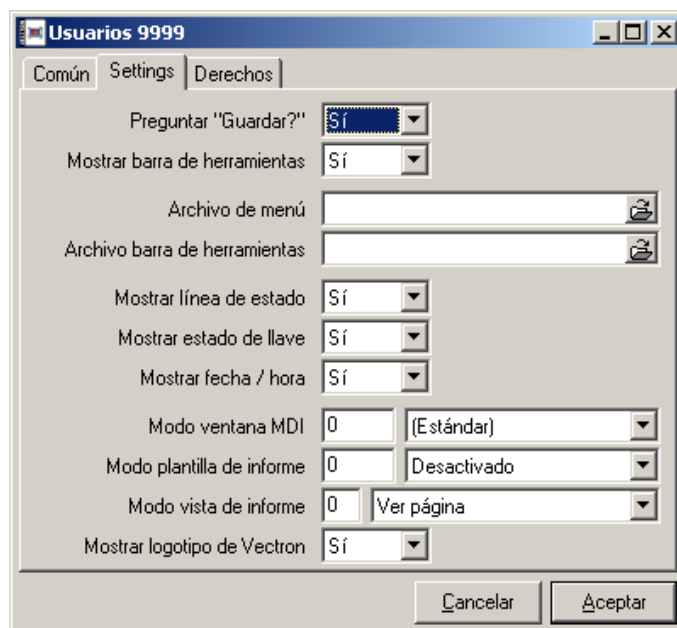 Usuarios 9999
Común Settings Derechos
Preguntar "Guardar?" Sí
Mostrar barra de herramientas Sí
Archivo de menú
Archivo barra de herramientas
Mostrar línea de estado Sí
Mostrar estado de llave Sí
Mostrar fecha / hora Sí
Modo ventana MDI 0 (Estándar)
Modo plantilla de informe 0 Desactivado
Modo vista de informe 0 Ver página
Mostrar logotipo de Vectron Sí
Cancelar Aceptar